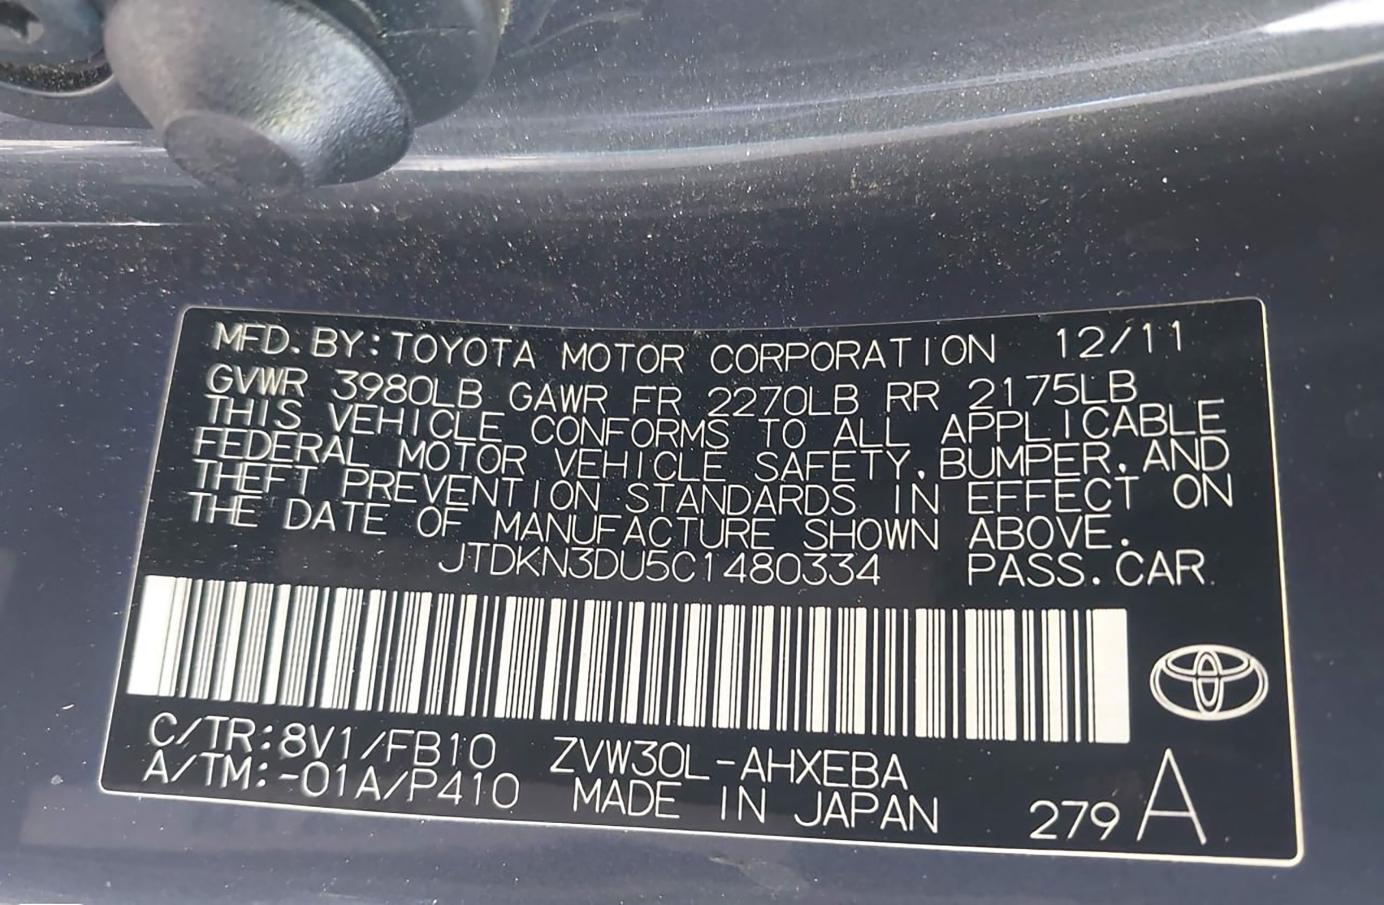 MFD. BY: TOYOTA MOTOR CORPORATION 12/11
GVWR 3980LB GAWR FR 2270LB RR 2175LB
THIS VEHICLE CONFORMS TO ALL APPLICABLE
FEDERAL MOTOR VEHICLE SAFETY, BUMPER, AND
THEFT PREVENTION STANDARDS IN EFFECT ON
THE DATE OF MANUFACTURE SHOWN ABOVE.
JTDKN3DU5C1480334 PASS. CAR
C/TR: 8V1/FB10 ZVW30L-AHXEBA
A/TM: -01A/P410 MADE IN JAPAN 279 A